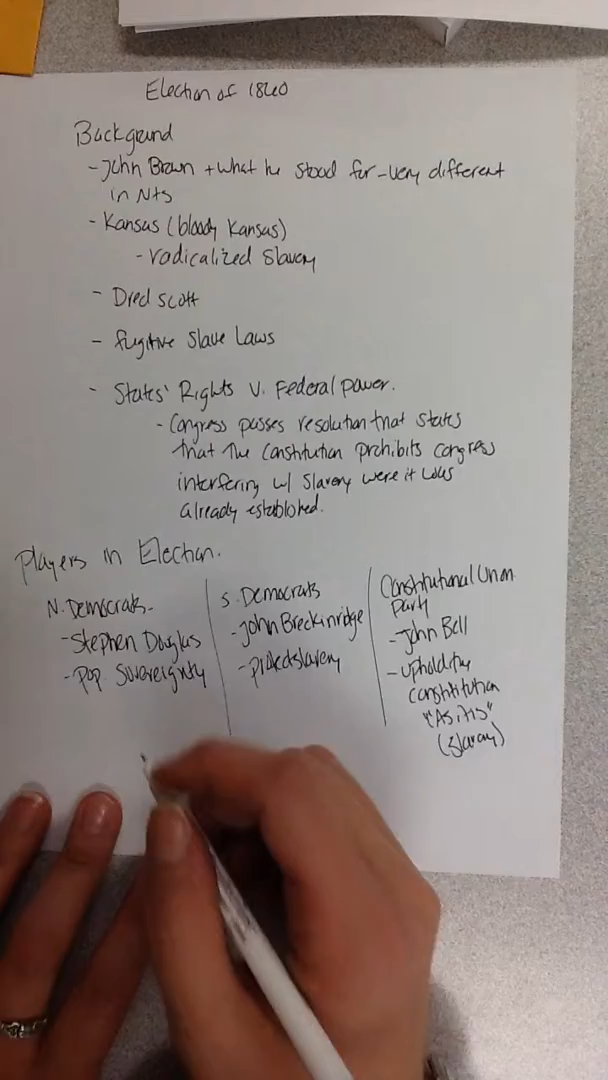 Election of 1860
Background
- John Brown + what he stood for - very different
in Nts
- Kansas (bloody Kansas)
- radicalized slavery
- Dred scott
- fugitive slave Laws
- States' Rights v. Federal power.
- Congress passes resolution that states
that the Constitution prohibits congress
interfering w/ slavery were it was
already established.
Players in Election.
N. Democrats-
- Stephen Douglas
- Pop Sovereignty
S. Democrats
- John Breckinridge
Constitutional Union
Party
- John Bell
- upholding
constitution
"As it is"
(slavery)